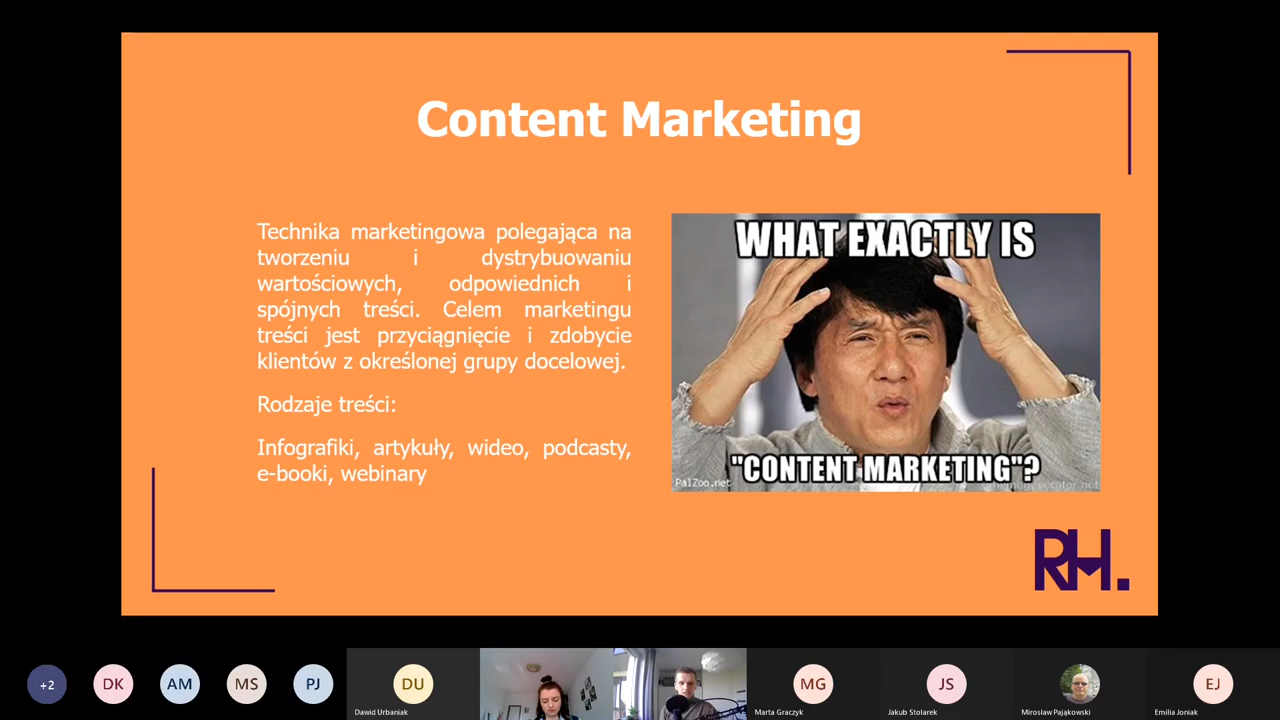 Content Marketing
Technika marketingowa polegająca na
tworzeniu i dystrybuowaniu
wartościowych, odpowiednich i
spójnych treści. Celem marketingu
treści jest przyciągnięcie i zdobycie
klientów z określonej grupy docelowej.
Rodzaje treści:
Infografiki, artykuły, wideo, podcasty,
e-booki, webinary
WHAT EXACTLY IS
"CONTENT MARKETING"?
PalZoo.net
memegenerator.net
RH.
+2
DK
AM
MS
PJ
DU
Dawid Urbaniak
MG
Marta Graczyk
JS
Jakub Stolarek
Mirosław Pająkowski
EJ
Emilia Joniak